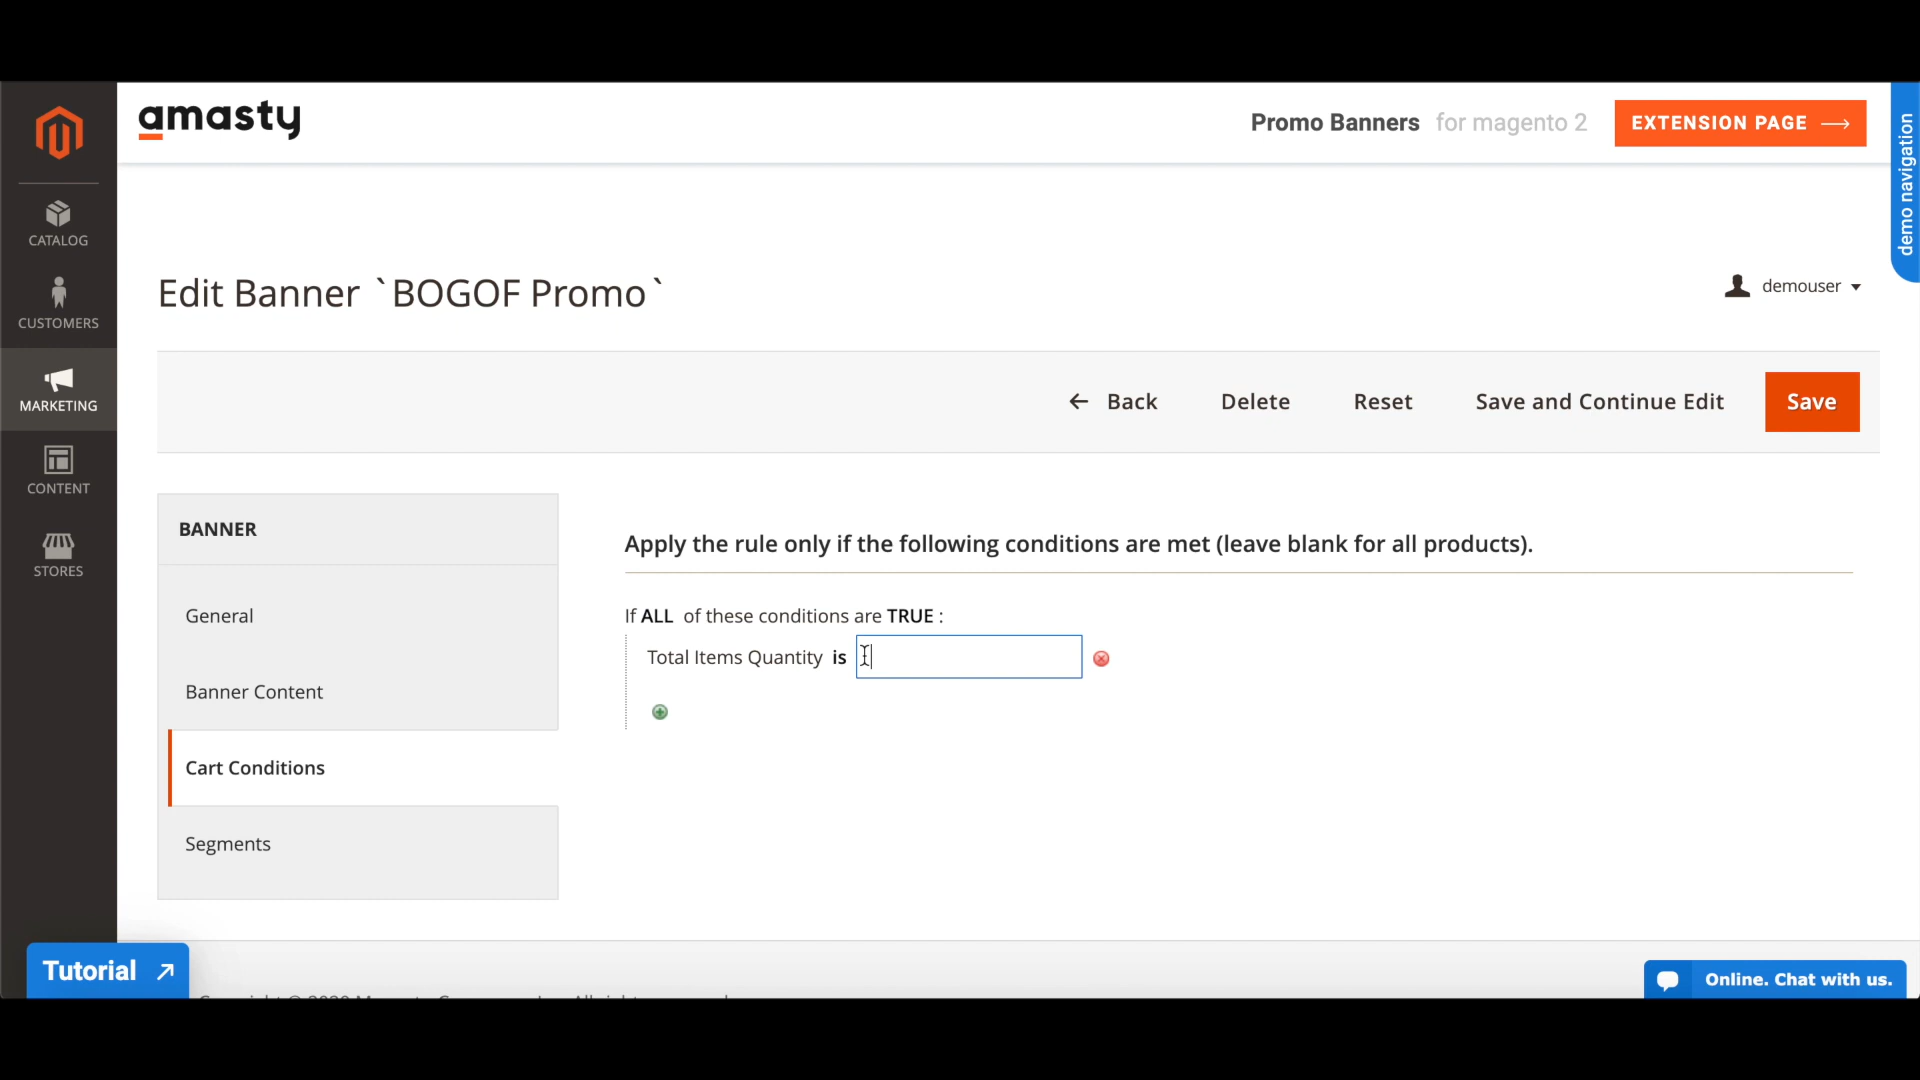 amasty
Promo Banners for magento 2
EXTENSION PAGE
demo navigation
CATALOG
CUSTOMERS
MARKETING
CONTENT
STORES
Edit Banner `BOGOF Promo`
demouser
Back Delete Reset Save and Continue Edit Save
BANNER
General
Banner Content
Cart Conditions
Segments
Apply the rule only if the following conditions are met (leave blank for all products).
If ALL of these conditions are TRUE :
Total Items Quantity is
Tutorial
Online. Chat with us.